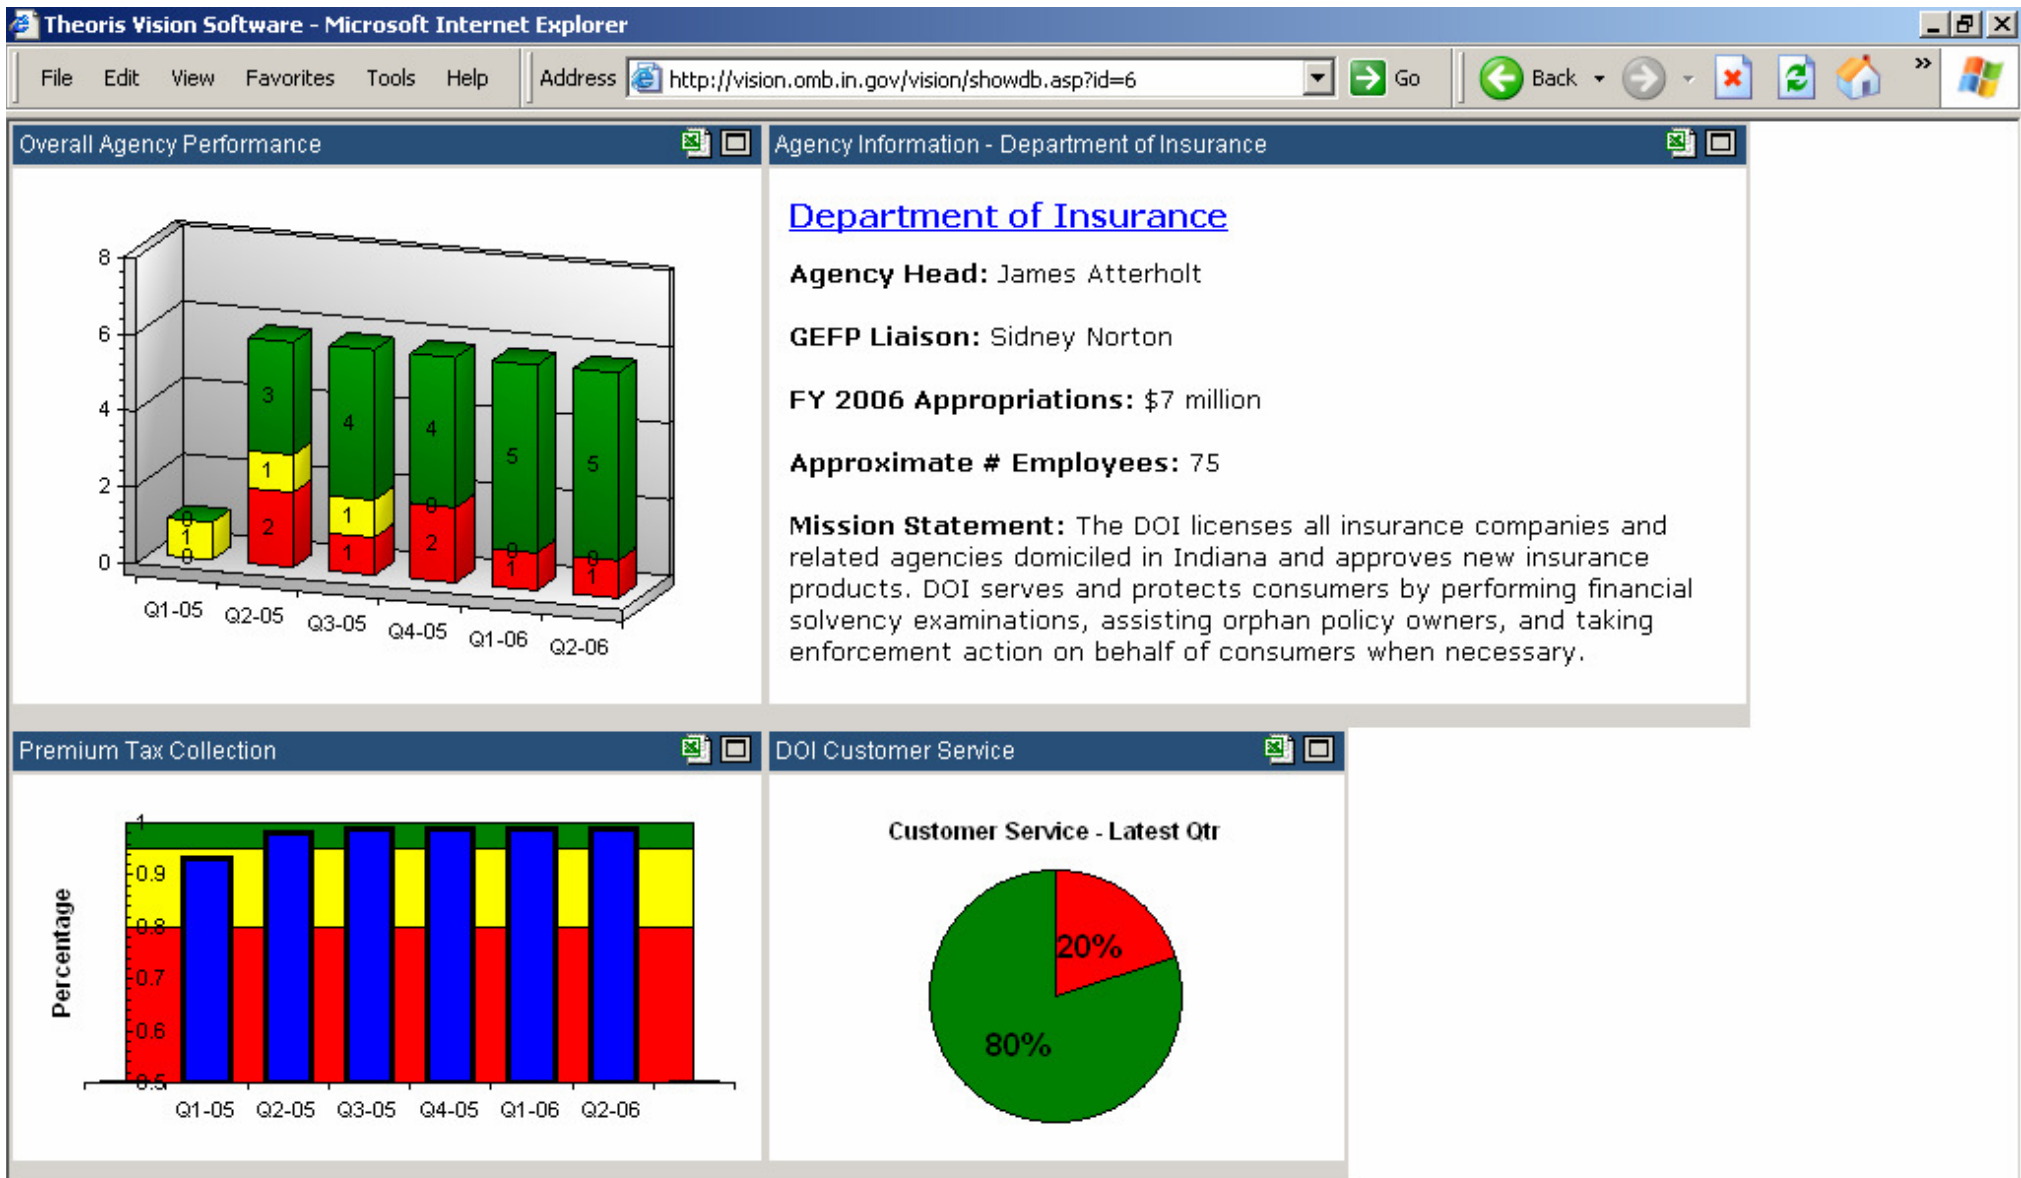 Theoris Vision Software - Microsoft Internet Explorer
File Edit View Favorites Tools Help Address http://vision.omb.in.gov/vision/showdb.asp?id=6 Go Back »
Overall Agency Performance
8
6
4
2
0
0
1
0
3
1
2
4
1
1
4
0
2
5
0
1
5
0
1
Q1-05 Q2-05 Q3-05 Q4-05 Q1-06 Q2-06
Agency Information - Department of Insurance
Department of Insurance
Agency Head: James Atterholt
GEFP Liaison: Sidney Norton
FY 2006 Appropriations: $7 million
Approximate # Employees: 75
Mission Statement: The DOI licenses all insurance companies and
related agencies domiciled in Indiana and approves new insurance
products. DOI serves and protects consumers by performing financial
solvency examinations, assisting orphan policy owners, and taking
enforcement action on behalf of consumers when necessary.
Premium Tax Collection
Percentage
1
0.9
0.8
0.7
0.6
0.5
Q1-05 Q2-05 Q3-05 Q4-05 Q1-06 Q2-06
DOI Customer Service
Customer Service - Latest Qtr
20%
80%